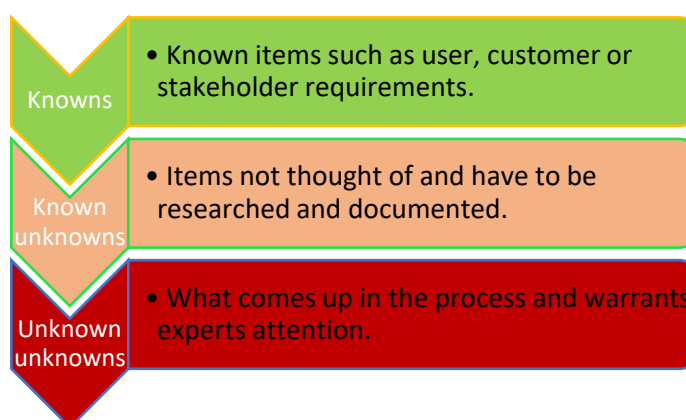 Knowns
• Known items such as user, customer or
stakeholder requirements.
Known
unknowns
• Items not thought of and have to be
researched and documented.
Unknown
unknowns
• What comes up in the process and warrants
experts attention.